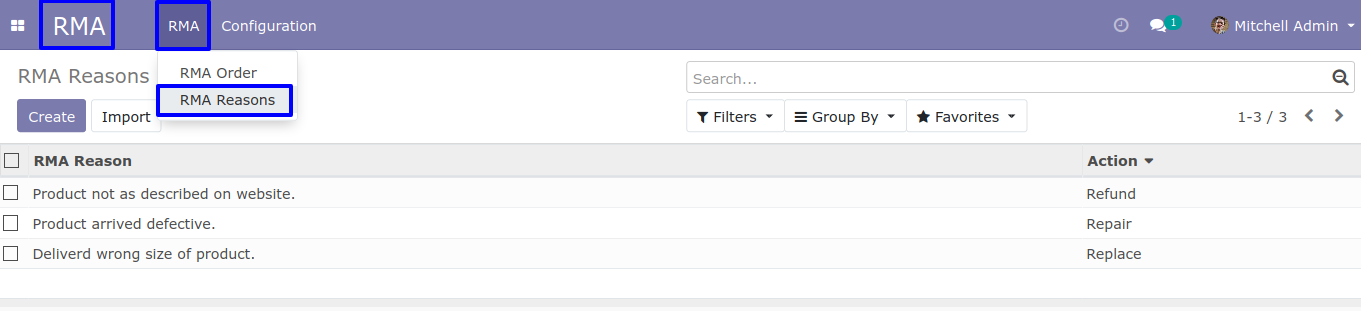 RMA RMA Configuration 1 Mitchell Admin
RMA Reasons
RMA Order
RMA Reasons
Search...
Create Import Filters Group By Favorites 1-3 / 3
RMA Reason Action
Product not as described on website. Refund
Product arrived defective. Repair
Deliverd wrong size of product. Replace